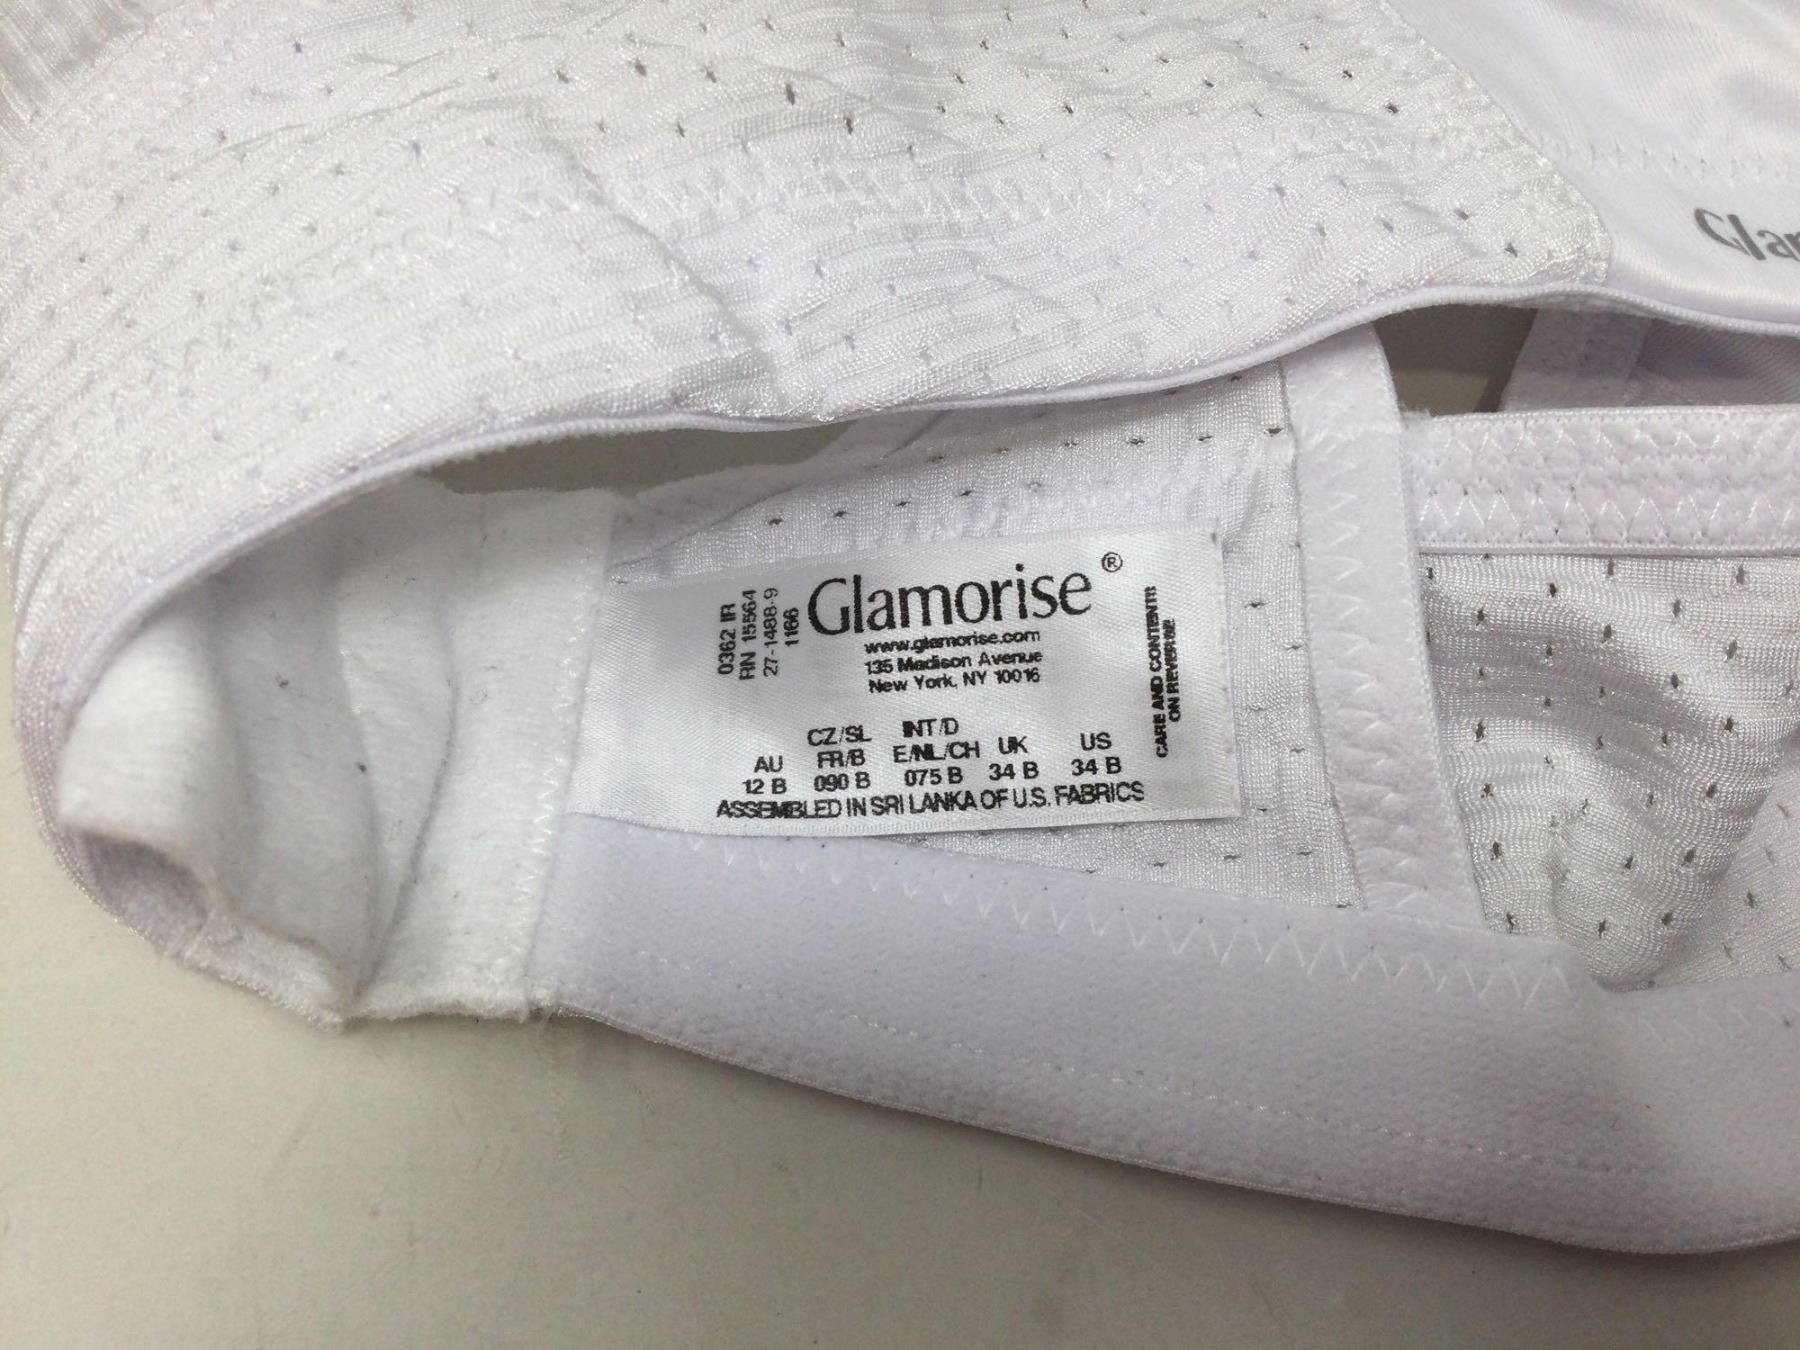 Glam
0362 IR
RN 15564
27-1488-9
1166
Glamorise®
www.glamorise.com
135 Madison Avenue
New York, NY 10016
CARE AND CONTENTS
ON REVERSE
CZ/SL INT/D
AU FR/B E/NL/CH UK US
12 B 090 B 075 B 34 B 34 B
ASSEMBLED IN SRI LANKA OF U.S. FABRICS